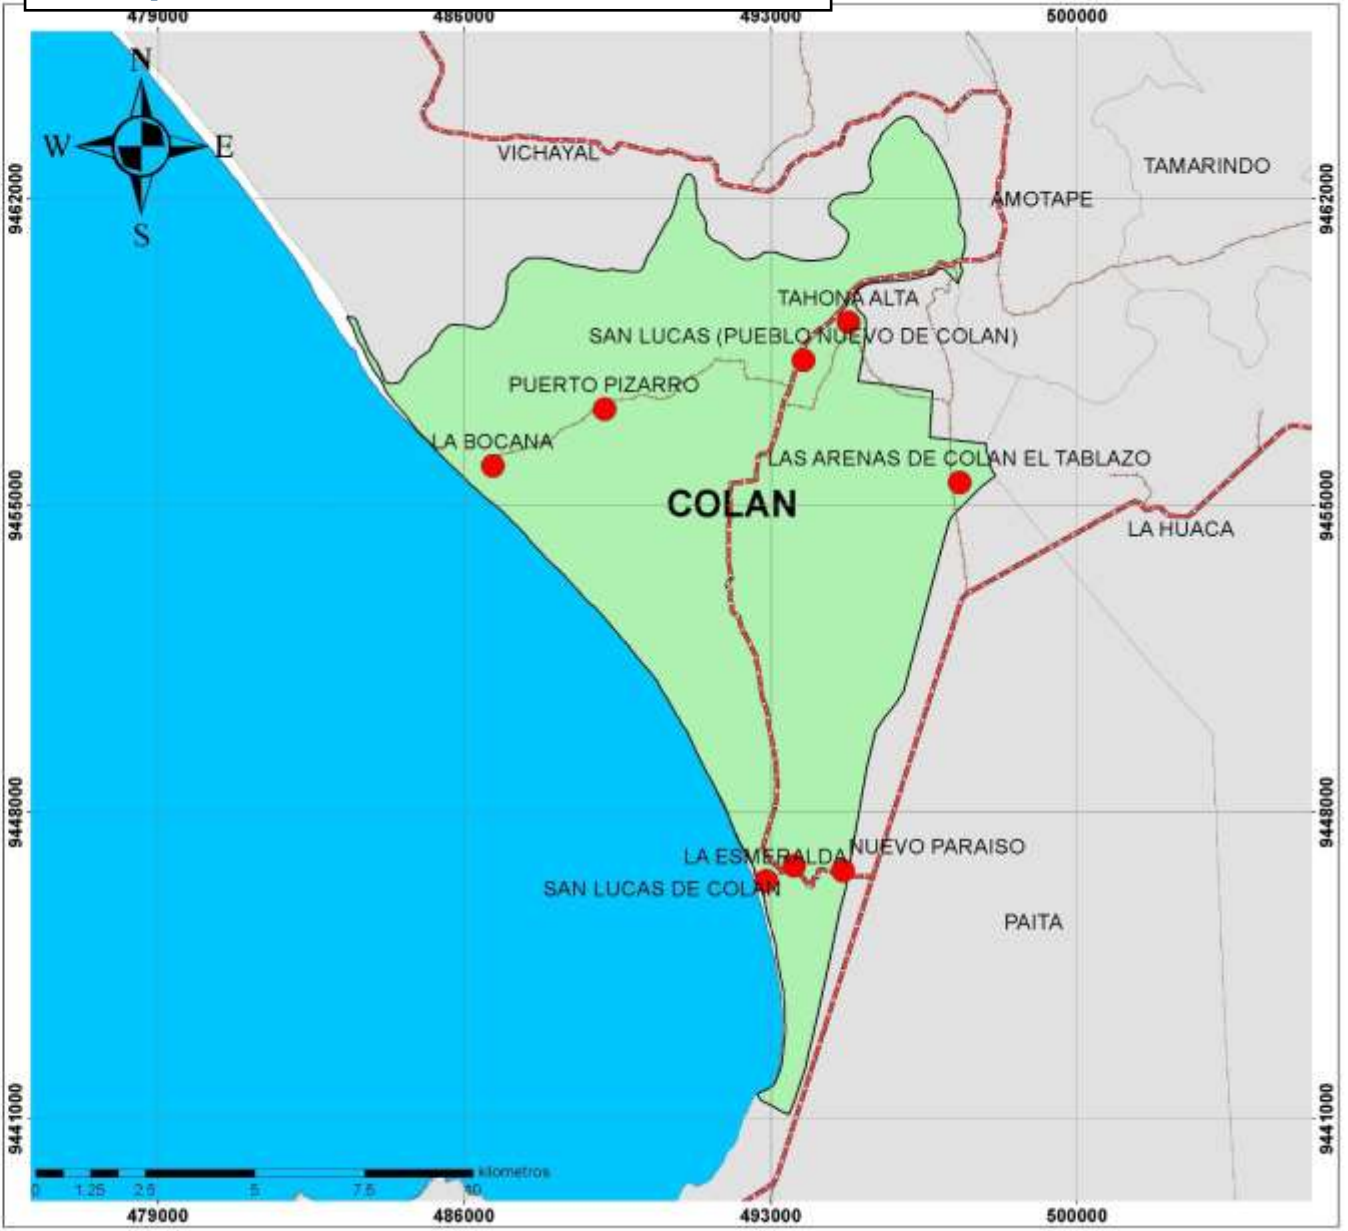 479000 486000 493000 500000
N
W E
S
VICHAYAL
TAMARINDO
AMOTAPE
9462000 9462000
TAHONA ALTA
SAN LUCAS (PUEBLO NUEVO DE COLAN)
PUERTO PIZARRO
LA BOCANA
LAS ARENAS DE COLAN EL TABLAZO
COLAN
9455000 9455000
LA HUACA
9448000 9448000
NUEVO PARAISO
LA ESMERALDA
SAN LUCAS DE COLAN
PAITA
9441000 9441000
kilometros
0 1.25 2.5 5 7.5 10
479000 486000 493000 500000